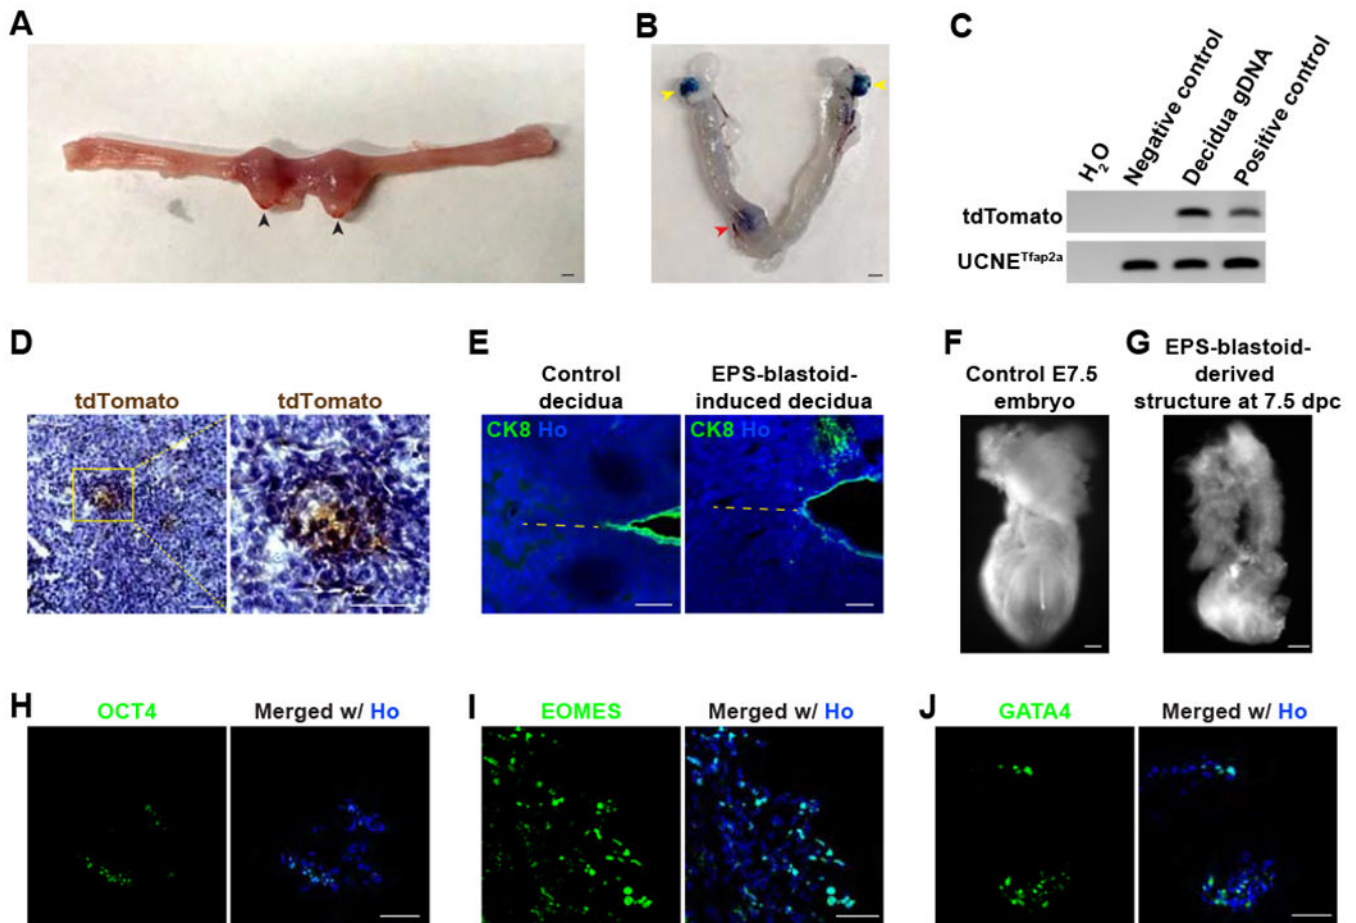 A
B
C
H2O
Negative control
Decidua gDNA
Positive control
tdTomato
UCNE^Tfap2a
D
tdTomato
tdTomato
E
Control
decidua
EPS-blastoid-
induced decidua
CK8 Ho
CK8 Ho
F
Control E7.5
embryo
G
EPS-blastoid-
derived
structure at 7.5 dpc
H
OCT4
Merged w/ Ho
I
EOMES
Merged w/ Ho
J
GATA4
Merged w/ Ho